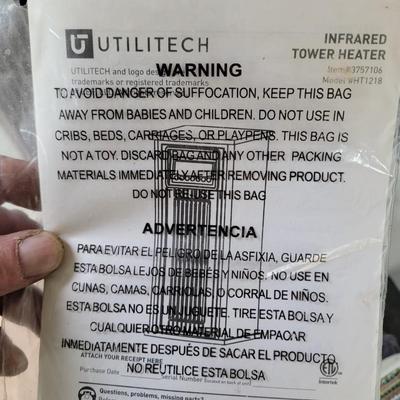 UTILITECH
INFRARED
TOWER HEATER
Item #3757106
Model #HT1218
UTILITECH and logo
trademarks or registered trademarks
WARNING
TO AVOID DANGER OF SUFFOCATION, KEEP THIS BAG
AWAY FROM BABIES AND CHILDREN. DO NOT USE IN
CRIBS, BEDS, CARRIAGES, OR PLAYPENS. THIS BAG IS
NOT A TOY. DISCARD BAG AND ANY OTHER PACKING
MATERIALS IMMEDIATELY AFTER REMOVING PRODUCT.
DO NOT RE-USE THIS BAG
ADVERTENCIA
PARA EVITAR EL PELIGRO DE LA ASFIXIA, GUARDE
ESTA BOLSA LEJOS DE BEBÉS Y NIÑOS. NO USE EN
CUNAS, CAMAS, CARRIOLAS, O CORRAL DE NIÑOS.
ESTA BOLSA NO ES UN JUGUETE. TIRE ESTA BOLSA Y
CUALQUIER OTRO MATERIAL DE EMPACAR
INMEDIATAMENTE DESPUÉS DE SACAR EL PRODUCTO.
NO REUTILICE ESTA BOLSA
ATTACH YOUR RECEIPT HERE
Purchase Date
Serial Number
ETL
Intertek
Questions, problems, missing parts?